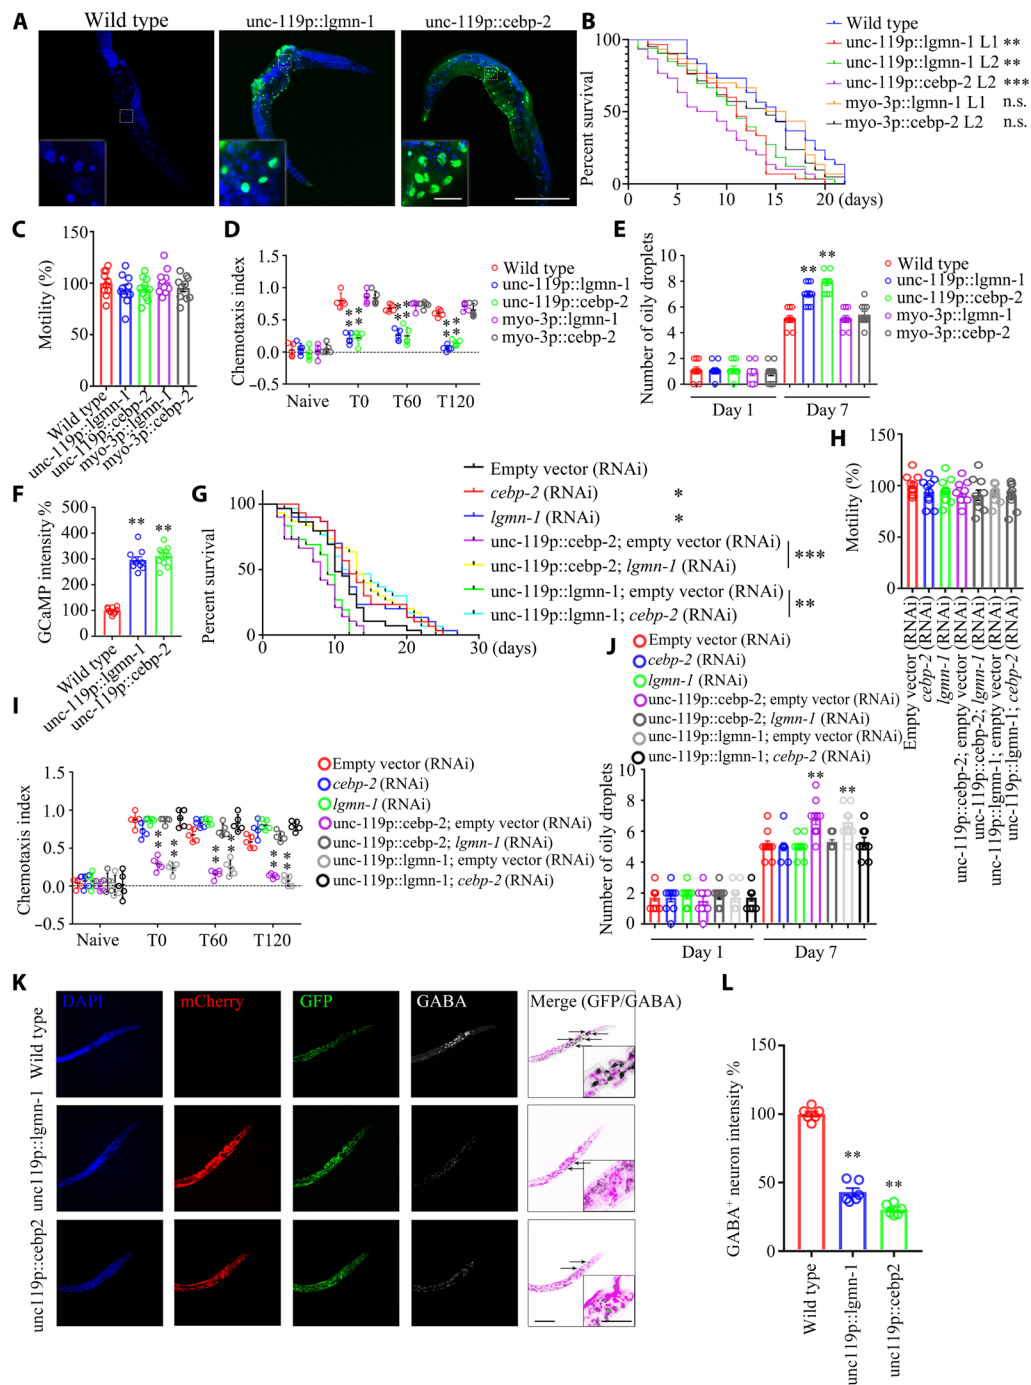 A
Wild type
unc-119p::lgmn-1
unc-119p::cebp-2
B
Percent survival
100
50
0
0
5
10
15
20 (days)
Wild type
unc-119p::lgmn-1 L1 **
unc-119p::lgmn-1 L2 **
unc-119p::cebp-2 L2 ***
myo-3p::lgmn-1 L1 n.s.
myo-3p::cebp-2 L2 n.s.
C
Motility (%)
150
100
50
0
Wild type
unc-119p::lgmn-1
unc-119p::cebp-2
myo-3p::lgmn-1
myo-3p::cebp-2
D
Chemotaxis index
1.5
1.0
0.5
0.0
−0.5
** ** ** ** ** **
Naive
T0
T60
T120
Wild type
unc-119p::lgmn-1
unc-119p::cebp-2
myo-3p::lgmn-1
myo-3p::cebp-2
E
Number of oily droplets
10
8
6
4
2
0
** **
Day 1
Day 7
Wild type
unc-119p::lgmn-1
unc-119p::cebp-2
myo-3p::lgmn-1
myo-3p::cebp-2
F
GCaMP intensity %
500
400
300
200
100
0
** **
Wild type
unc-119p::lgmn-1
unc-119p::cebp-2
G
Percent survival
100
50
0
0
10
20
30 (days)
Empty vector (RNAi)
cebp-2 (RNAi) *
lgmn-1 (RNAi) *
unc-119p::cebp-2; empty vector (RNAi)
***
unc-119p::cebp-2; lgmn-1 (RNAi)
unc-119p::lgmn-1; empty vector (RNAi)
**
unc-119p::lgmn-1; cebp-2 (RNAi)
H
Motility (%)
150
100
50
0
Empty vector (RNAi)
cebp-2 (RNAi)
lgmn-1 (RNAi)
unc-119p::cebp-2; empty vector (RNAi)
unc-119p::cebp-2; lgmn-1 (RNAi)
unc-119p::lgmn-1; empty vector (RNAi)
unc-119p::lgmn-1; cebp-2 (RNAi)
I
Chemotaxis index
1.5
1.0
0.5
0.0
−0.5
** ** ** ** ** **
Naive
T0
T60
T120
Empty vector (RNAi)
cebp-2 (RNAi)
lgmn-1 (RNAi)
unc-119p::cebp-2; empty vector (RNAi)
unc-119p::cebp-2; lgmn-1 (RNAi)
unc-119p::lgmn-1; empty vector (RNAi)
unc-119p::lgmn-1; cebp-2 (RNAi)
J
Empty vector (RNAi)
cebp-2 (RNAi)
lgmn-1 (RNAi)
unc-119p::cebp-2; empty vector (RNAi)
unc-119p::cebp-2; lgmn-1 (RNAi)
unc-119p::lgmn-1; empty vector (RNAi)
unc-119p::lgmn-1; cebp-2 (RNAi)
Number of oily droplets
10
8
6
4
2
0
** **
Day 1
Day 7
K
DAPI
mCherry
GFP
GABA
Merge (GFP/GABA)
Wild type
unc119p::lgmn-1
unc119p::cebp2
L
GABA+ neuron intensity %
150
100
50
0
** **
Wild type
unc119p::lgmn-1
unc119p::cebp2